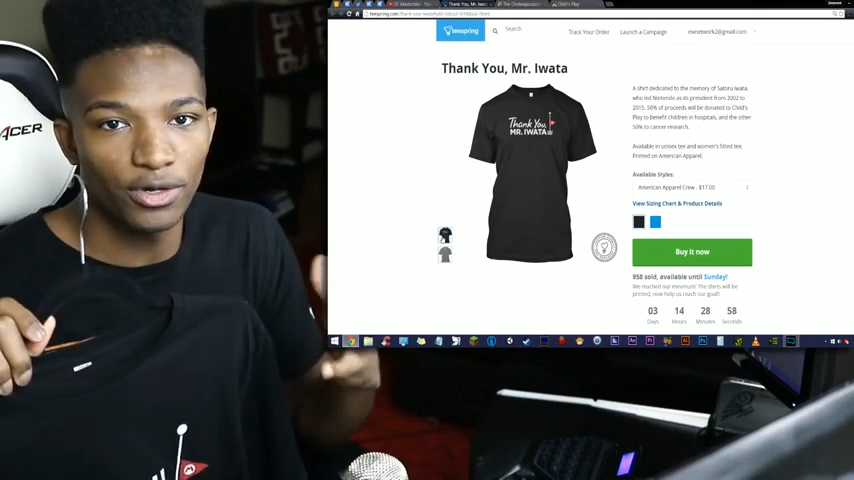 ACER
Thank You, Mr. Iwata
teespring
Search
Track Your Order
Launch a Campaign
Thank You, Mr. Iwata
Thank You,
MR. IWATA
A shirt dedicated to the memory of Satoru Iwata,
who led Nintendo as its president from 2002 to
2015. 50% of proceeds will be donated to Child's
Play to benefit children in hospitals, and the other
50% to cancer research.
Available in unisex tee and women's fitted tee.
Printed on American Apparel.
Available Styles:
American Apparel Crew - $17.00
View Sizing Chart & Product Details
Buy it now
958 sold, available until Sunday!
We reached our minimum! The shirts will be
printed, now help us reach our goal!
03 14 28 58
Days Hours Minutes Seconds
M